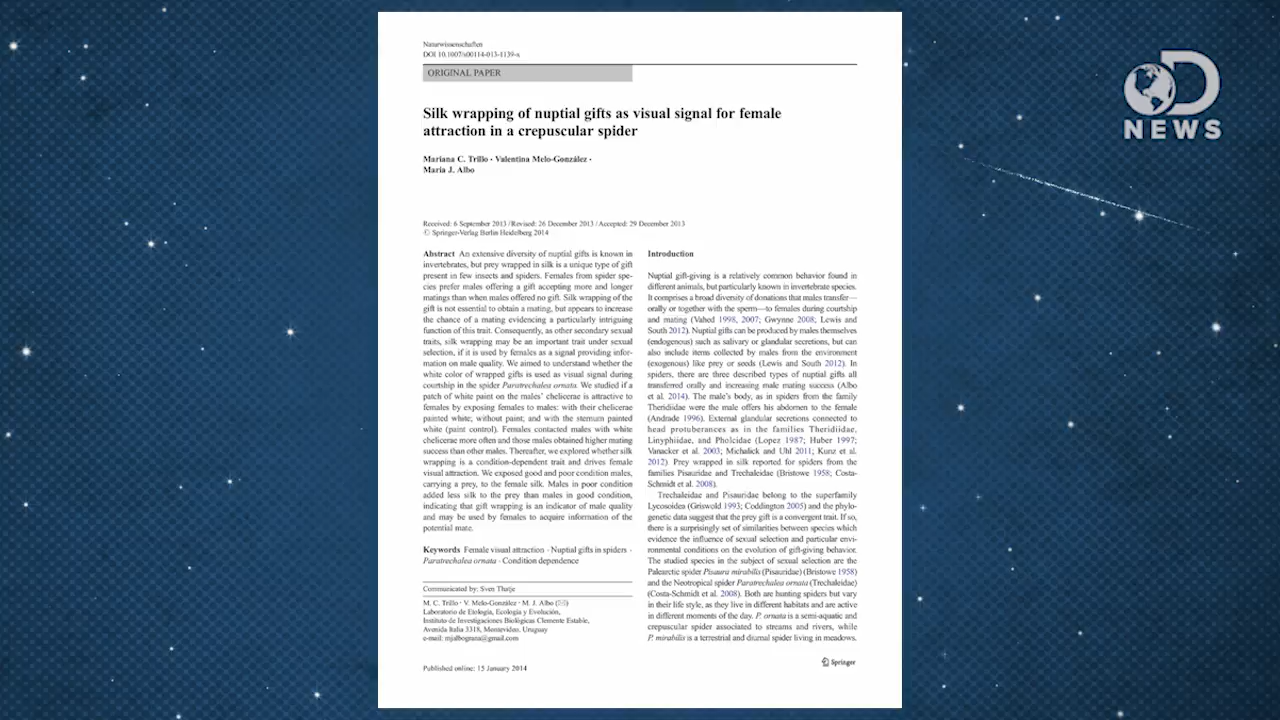 Naturwissenschaften
DOI 10.1007/s00114-013-1139-x
ORIGINAL PAPER
Silk wrapping of nuptial gifts as visual signal for female
attraction in a crepuscular spider
Mariana C. Trillo · Valentina Melo-González ·
Maria J. Albo
Received: 6 September 2013 / Revised: 26 December 2013 / Accepted: 29 December 2013
© Springer-Verlag Berlin Heidelberg 2014
Abstract An extensive diversity of nuptial gifts is known in
invertebrates, but prey wrapped in silk is a unique type of gift
present in few insects and spiders. Females from spider spe-
cies prefer males offering a gift accepting more and longer
matings than when males offered no gift. Silk wrapping of the
gift is not essential to obtain a mating, but appears to increase
the chance of a mating evidencing a particularly intriguing
function of this trait. Consequently, as other secondary sexual
traits, silk wrapping may be an important trait under sexual
selection, if it is used by females as a signal providing infor-
mation on male quality. We aimed to understand whether the
white color of wrapped gifts is used as visual signal during
courtship in the spider Paratrechalea ornata. We studied if a
patch of white paint on the males' chelicerae is attractive to
females by exposing females to males: with their chelicerae
painted white; without paint; and with the sternum painted
white (paint control). Females contacted males with white
chelicerae more often and those males obtained higher mating
success than other males. Thereafter, we explored whether silk
wrapping is a condition-dependent trait and drives female
visual attraction. We exposed good and poor condition males,
carrying a prey, to the female silk. Males in poor condition
added less silk to the prey than males in good condition,
indicating that gift wrapping is an indicator of male quality
and may be used by females to acquire information of the
potential mate.
Keywords Female visual attraction · Nuptial gifts in spiders ·
Paratrechalea ornata · Condition dependence
Communicated by: Sven Thatje
M. C. Trillo · V. Melo-González · M. J. Albo (✉)
Laboratorio de Etología, Ecología y Evolución,
Instituto de Investigaciones Biológicas Clemente Estable,
Avenida Italia 3318, Montevideo, Uruguay
e-mail: mjalbograna@gmail.com
Published online: 15 January 2014
Introduction
Nuptial gift-giving is a relatively common behavior found in
different animals, but particularly known in invertebrate species.
It comprises a broad diversity of donations that males transfer—
orally or together with the sperm—to females during courtship
and mating (Vahed 1998, 2007; Gwynne 2008; Lewis and
South 2012). Nuptial gifts can be produced by males themselves
(endogenous) such as salivary or glandular secretions, but can
also include items collected by males from the environment
(exogenous) like prey or seeds (Lewis and South 2012). In
spiders, there are three described types of nuptial gifts all
transferred orally and increasing male mating success (Albo
et al. 2014). The male's body, as in spiders from the family
Theridiidae were the male offers his abdomen to the female
(Andrade 1996). External glandular secretions connected to
head protuberances as in the families Theridiidae,
Linyphiidae, and Pholcidae (Lopez 1987; Huber 1997;
Vanacker et al. 2003; Michalick and Uhl 2011; Kunz et al.
2012). Prey wrapped in silk reported for spiders from the
families Pisauridae and Trechaleidae (Bristowe 1958; Costa-
Schmidt et al. 2008).
Trechaleidae and Pisauridae belong to the superfamily
Lycosoidea (Griswold 1993; Coddington 2005) and the phylo-
genetic data suggest that the prey gift is a convergent trait. If so,
there is a surprisingly set of similarities between species which
evidence the influence of sexual selection and particular envi-
ronmental conditions on the evolution of gift-giving behavior.
The studied species in the subject of sexual selection are the
Palearctic spider Pisaura mirabilis (Pisauridae) (Bristowe 1958)
and the Neotropical spider Paratrechalea ornata (Trechaleidae)
(Costa-Schmidt et al. 2008). Both are hunting spiders but vary
in their life style, as they live in different habitats and are active
in different moments of the day. P. ornata is a semi-aquatic and
crepuscular spider associated to streams and rivers, while
P. mirabilis is a terrestrial and diurnal spider living in meadows.
Springer
D
NEWS